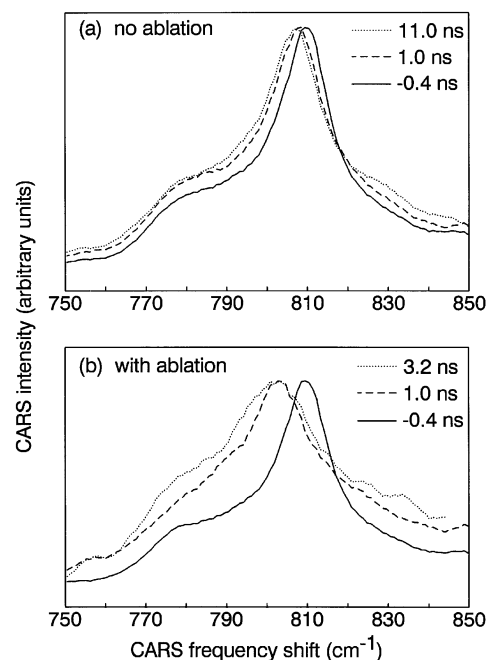 (a) no ablation
11.0 ns
1.0 ns
-0.4 ns
750 770 790 810 830 850
(b) with ablation
3.2 ns
1.0 ns
-0.4 ns
750 770 790 810 830 850
CARS frequency shift (cm⁻¹)
CARS intensity (arbitrary units)